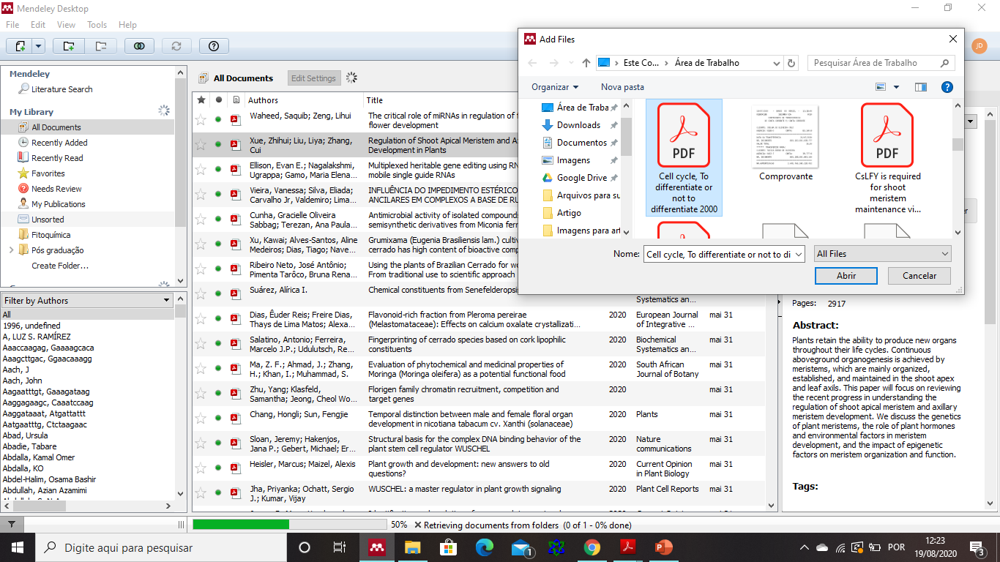 Mendeley Desktop
File Edit View Tools Help
JD
Mendeley
Literature Search
My Library
All Documents
Recently Added
Recently Read
Favorites
Needs Review
My Publications
Unsorted
Fitoquímica
Pós graduação
Create Folder...
Filter by Authors
All
1996, undefined
A, LUZ S. RAMÍREZ
Aaaccaagag, Gaaaagcaca
Aaagcttgac, Ggaacaaagg
Aach, J
Aach, John
Aagaatttgt, Gaaagataag
Aaggagaagc, Caaatccaag
Aaggataaat, Atgattattt
Aatgaatttg, Ctctaagaac
Abad, Ursula
Abadie, Tabare
Abdalla, Kamal Omer
Abdalla, KO
Abdel-Halim, Osama Bashir
Abdullah, Azian Azamimi
All Documents Edit Settings
Authors Title
Waheed, Saquib; Zeng, Lihui The critical role of miRNAs in regulation of
flower development
Xue, Zhihui; Liu, Liya; Zhang, Regulation of Shoot Apical Meristem and
Cui Development in Plants
Ellison, Evan E.; Nagalakshmi, Multiplexed heritable gene editing using
Ugrappa; Gamo, Maria Elena... mobile single guide RNAs
Vieira, Vanessa; Silva, Eliada; INFLUÊNCIA DO IMPEDIMENTO ESTÉRICO
Carvalho Jr, Valdemiro; Lima... ANCILARES EM COMPLEXOS A BASE DE
Cunha, Gracielle Oliveira Antimicrobial activity of isolated compounds
Sabbag; Terezan, Ana Paula... semisynthetic derivatives from Miconia
Xu, Kawai; Alves-Santos, Aline Grumixama (Eugenia Brasiliensis lam.)
Medeiros; Dias, Tiago; Nave... cerrado has high content of bioactive
Ribeiro Neto, José Antônio; Using the plants of Brazilian Cerrado for
Pimenta Tarôco, Bruna Rena... From traditional use to scientific approach
Suárez, Alírica I. Chemical constituents from
Systematics an...
Dias, Êuder Reis; Freire Dias, Flavonoid-rich fraction from Pleroma pereirae 2020 European Journal mai 31
Thays de Lima Matos; Alexa... (Melastomataceae): Effects on calcium oxalate crystallizati... of Integrative ...
Salatino, Antonio; Ferreira, Fingerprinting of cerrado species based on cork lipophilic 2020 Biochemical mai 31
Marcelo J.P.; Udulutsch, Re... constituents Systematics an...
Ma, Z. F.; Ahmad, J.; Zhang, Evaluation of phytochemical and medicinal properties of 2020 South African mai 31
H.; Khan, I.; Muhammad, S. Moringa (Moringa oleifera) as a potential functional food Journal of Botany
Zhu, Yang; Klasfeld, Florigen family chromatin recruitment, competition and 2020 mai 31
Samantha; Jeong, Cheol Wo... target genes
Chang, Hongli; Sun, Fengjie Temporal distinction between male and female floral organ 2020 Plants mai 31
development in nicotiana tabacum cv. Xanthi (solanaceae)
Sloan, Jeremy; Hakenjos, Structural basis for the complex DNA binding behavior of the 2020 Nature mai 31
Jana P.; Gebert, Michael; Er... plant stem cell regulator WUSCHEL communications
Heisler, Marcus; Maizel, Alexis Plant growth and development: new answers to old 2020 Current Opinion mai 31
questions? in Plant Biology
Jha, Priyanka; Ochatt, Sergio WUSCHEL: a master regulator in plant growth signaling 2020 Plant Cell Reports mai 31
J.; Kumar, Vijay
Add Files
Este Co... Área de Trabalho Pesquisar Área de Trabalho
Organizar Nova pasta
Área de Traba
Downloads
Documentos
Imagens
Google Drive
Arquivos para su
Artigo
Imagens para art
PDF
Cell cycle, To
differentiate or
not to
differentiate 2000
Comprovante
PDF
CsLFY is required
for shoot
meristem
maintenance vi...
Nome: Cell cycle, To differentiate or not to di All Files
Abrir Cancelar
Pages: 2917
Abstract:
Plants retain the ability to produce new organs
throughout their life cycles. Continuous
aboveground organogenesis is achieved by
meristems, which are mainly organized,
established, and maintained in the shoot apex
and leaf axils. This paper will focus on reviewing
the recent progress in understanding the
regulation of shoot apical meristem and axillary
meristem development. We discuss the genetics
of plant meristems, the role of plant hormones
and environmental factors in meristem
development, and the impact of epigenetic
factors on meristem organization and function.
Tags:
50% Retrieving documents from folders (0 of 1 - 0% done)
Digite aqui para pesquisar
1
POR
12:23
19/08/2020
3